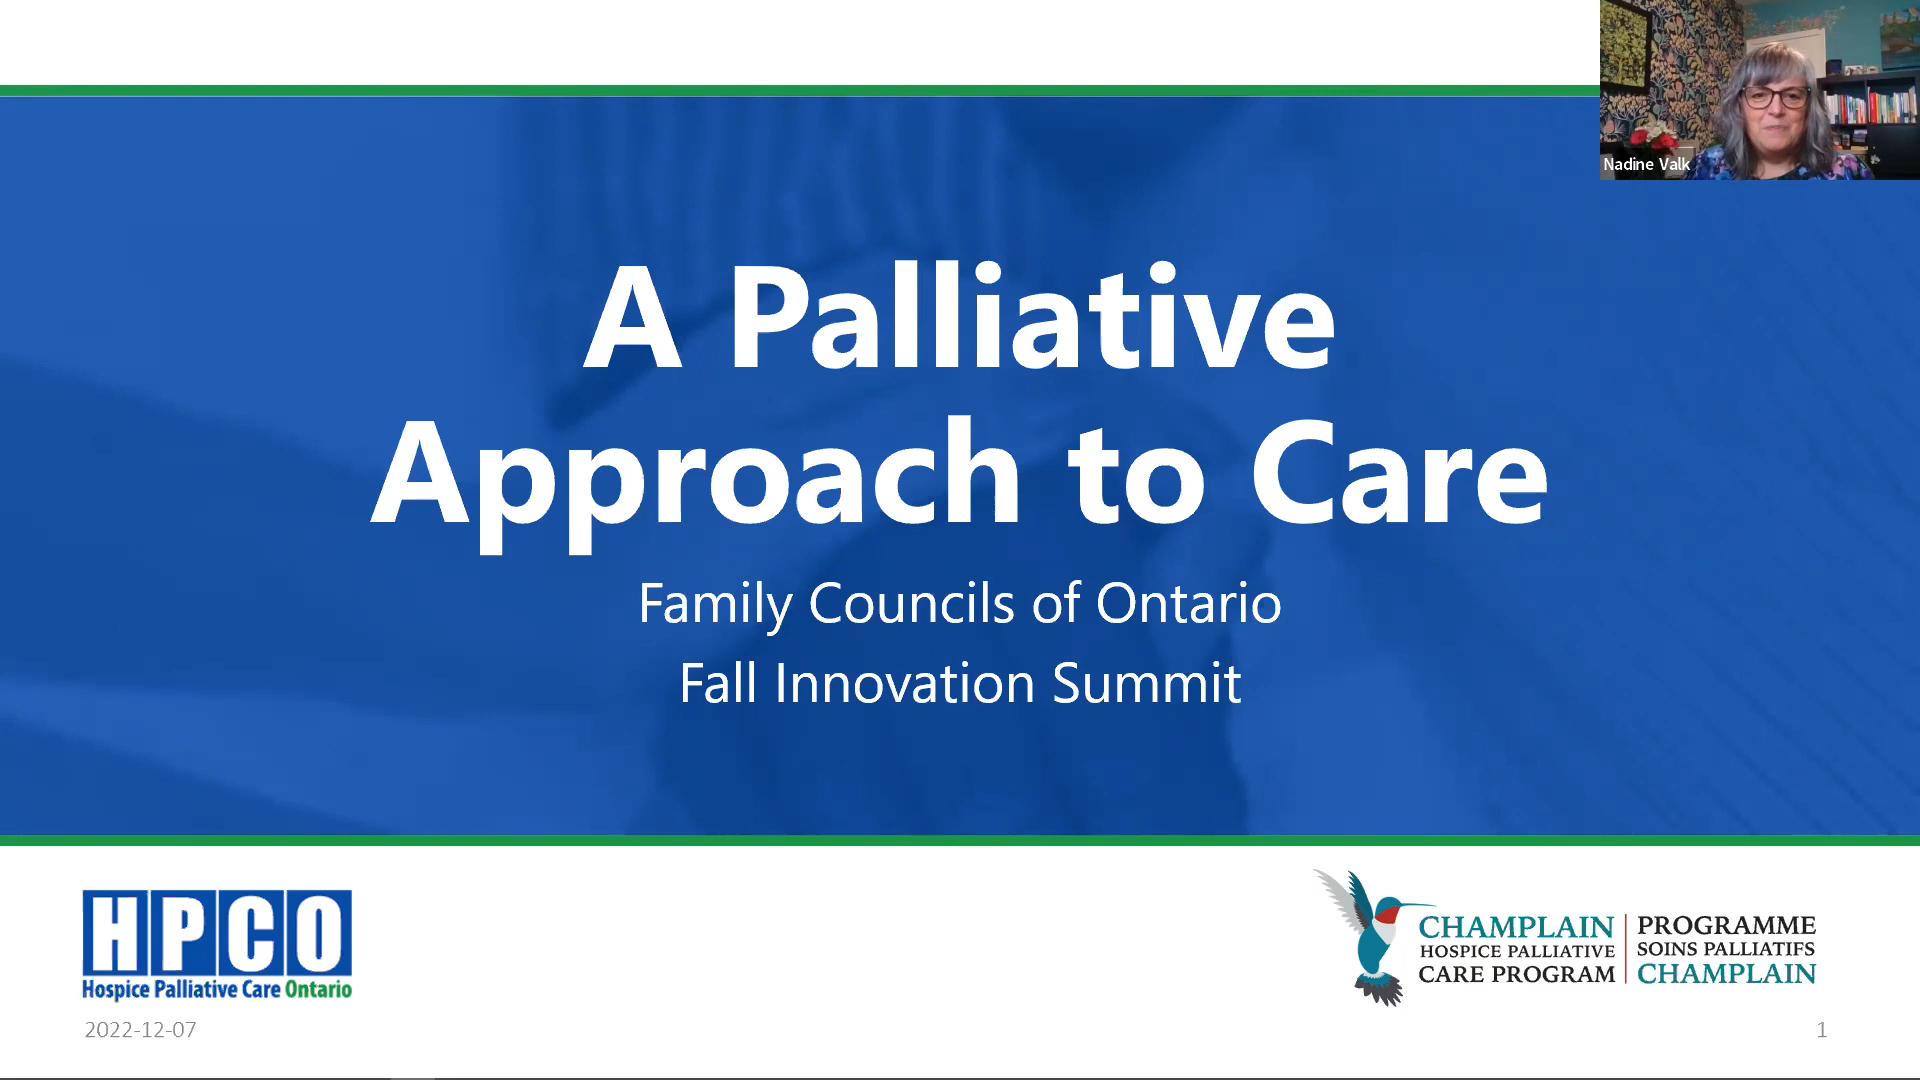 Nadine Valk
A Palliative
Approach to Care
Family Councils of Ontario
Fall Innovation Summit
HPCO
Hospice Palliative Care Ontario
CHAMPLAIN
HOSPICE PALLIATIVE
CARE PROGRAM
PROGRAMME
SOINS PALLIATIFS
CHAMPLAIN
2022-12-07
1